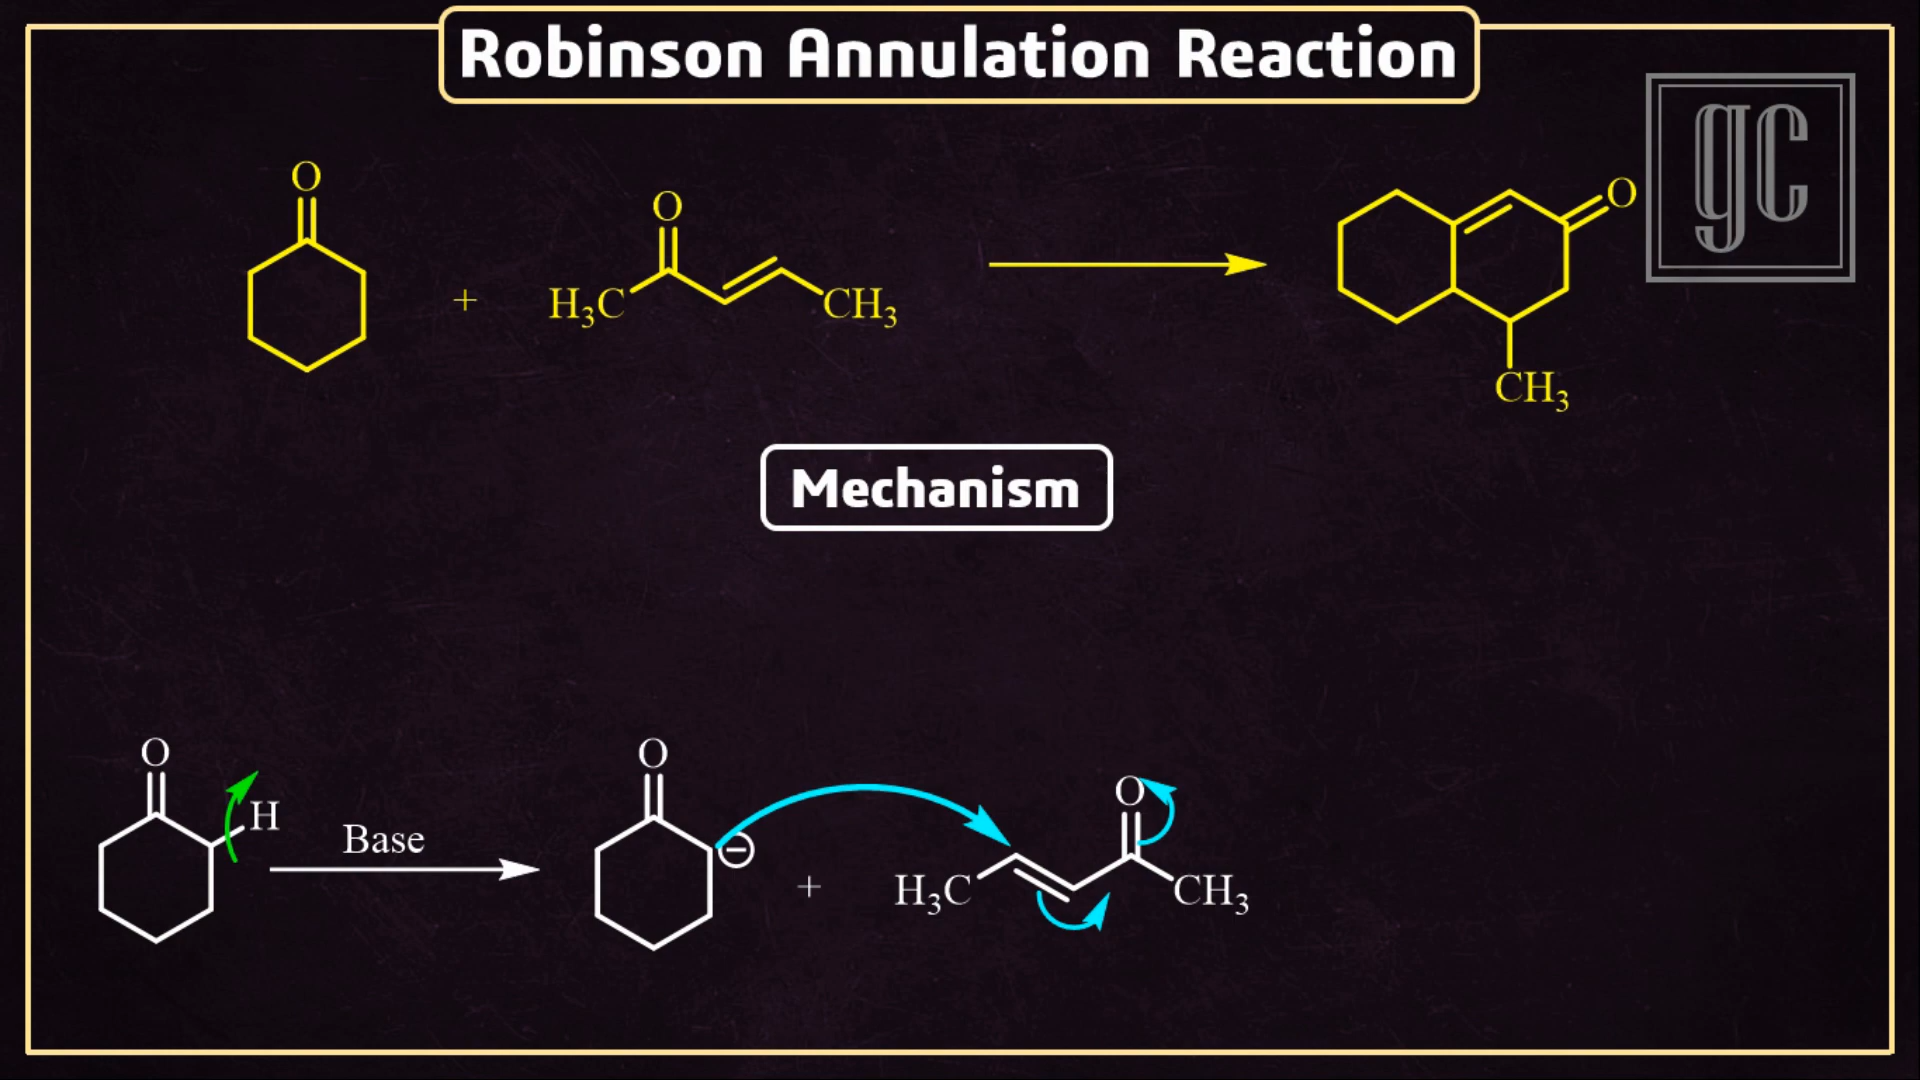 Robinson Annulation Reaction
gc
O
O
O
H₃C
+
CH₃
CH₃
Mechanism
O
H
Base
O
⊖
+
O
H₃C
CH₃